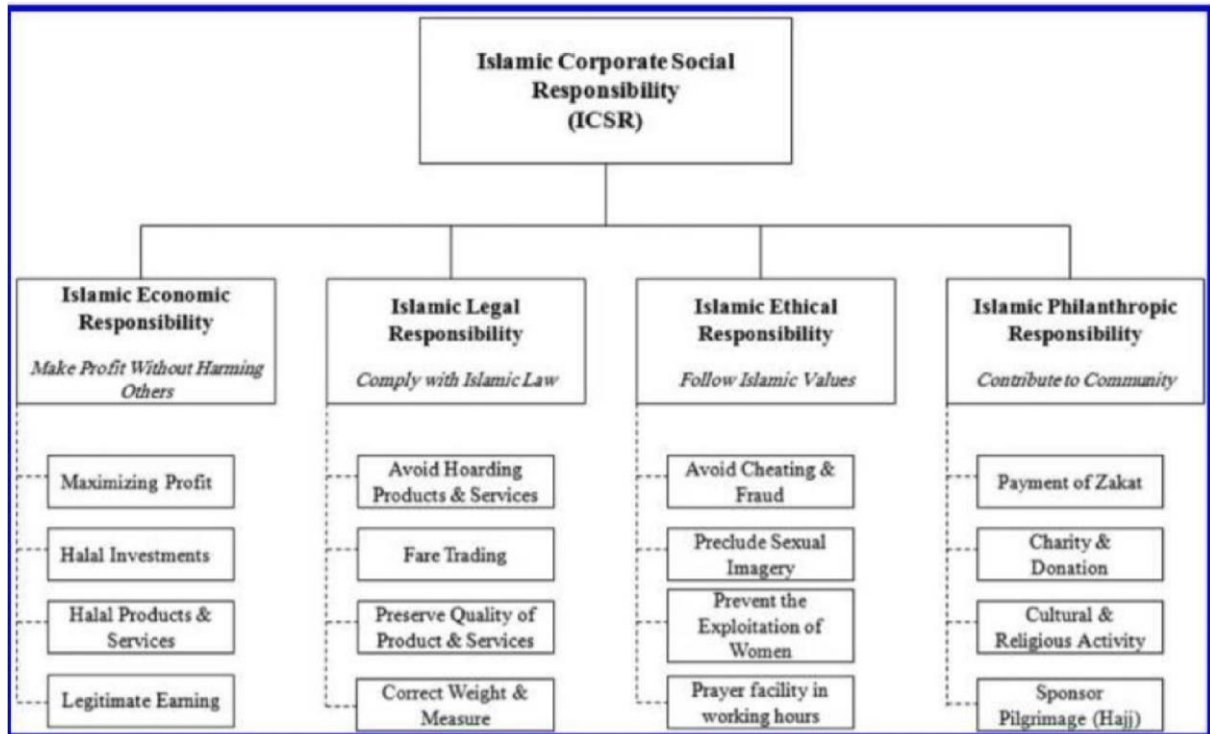 Islamic Corporate Social
Responsibility
(ICSR)
Islamic Economic
Responsibility
Make Profit Without Harming
Others
Maximizing Profit
Halal Investments
Halal Products &
Services
Legitimate Earning
Islamic Legal
Responsibility
Comply with Islamic Law
Avoid Hoarding
Products & Services
Fare Trading
Preserve Quality of
Product & Services
Correct Weight &
Measure
Islamic Ethical
Responsibility
Follow Islamic Values
Avoid Cheating &
Fraud
Preclude Sexual
Imagery
Prevent the
Exploitation of
Women
Prayer facility in
working hours
Islamic Philanthropic
Responsibility
Contribute to Community
Payment of Zakat
Charity &
Donation
Cultural &
Religious Activity
Sponsor
Pilgrimage (Hajj)